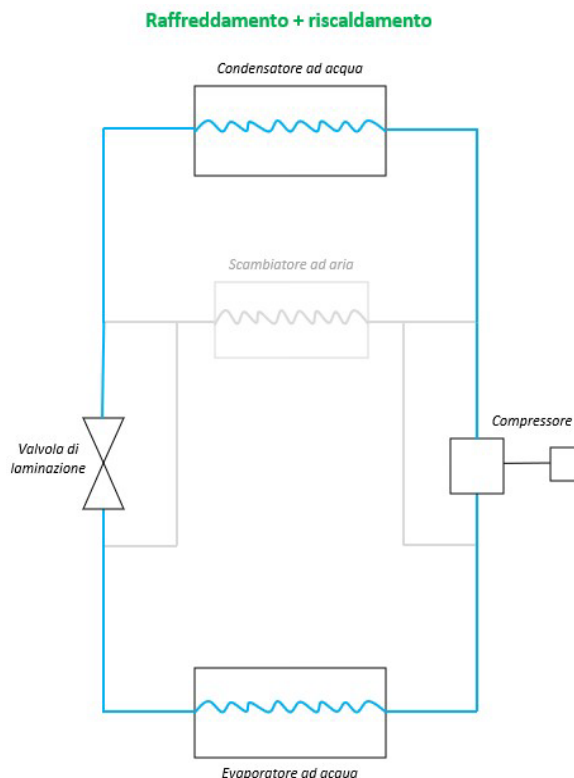 Raffreddamento + riscaldamento
Condensatore ad acqua
Scambiatore ad aria
Compressore
Valvola di
laminazione
Evaporatore ad acqua